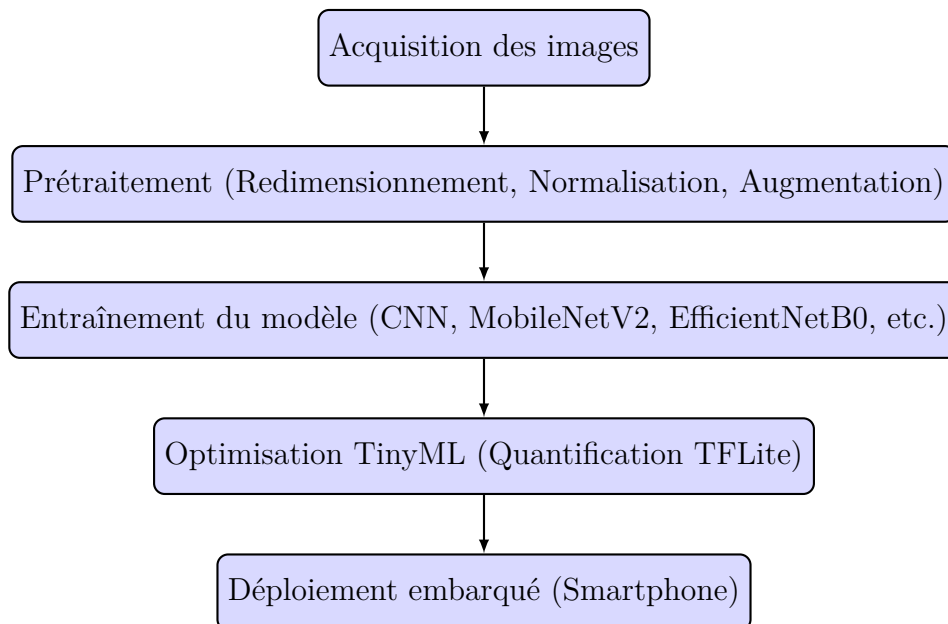 Acquisition des images
Prétraitement (Redimensionnement, Normalisation, Augmentation)
Entraînement du modèle (CNN, MobileNetV2, EfficientNetB0, etc.)
Optimisation TinyML (Quantification TFLite)
Déploiement embarqué (Smartphone)